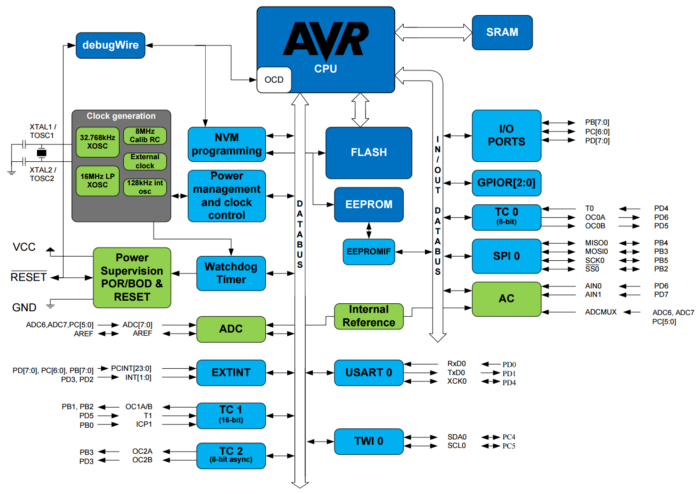 AVR
CPU
OCD
SRAM
debugWire
Clock generation
XTAL1 /
TOSC1
XTAL2 /
TOSC2
32.768kHz
XOSC
8MHz
Calib RC
External
clock
16MHz LP
XOSC
128kHz int
osc
NVM
programming
FLASH
Power
management
and clock
control
EEPROM
EEPROMIF
DATABUS
IN/OUT DATABUS
I/O
PORTS
PB[7:0]
PC[6:0]
PD[7:0]
GPIOR[2:0]
TC 0
(8-bit)
T0 PD4
OC0A PD6
OC0B PD5
SPI 0
MISO0 PB4
MOSI0 PB3
SCK0 PB5
SS0 PB2
VCC
RESET
GND
Power
Supervision
POR/BOD &
RESET
Watchdog
Timer
Internal
Reference
AC
AIN0 PD6
AIN1 PD7
ADCMUX ADC6, ADC7
PC[5:0]
ADC6,ADC7,PC[5:0] ADC[7:0]
AREF AREF
ADC
PD[7:0], PC[6:0], PB[7:0] PCINT[23:0]
PD3, PD2 INT[1:0]
EXTINT
USART 0
RxD0 PD0
TxD0 PD1
XCK0 PD4
PB1, PB2 OC1A/B
PD5 T1
PB0 ICP1
TC 1
(16-bit)
TWI 0
SDA0 PC4
SCL0 PC5
PB3 OC2A
PD3 OC2B
TC 2
(8-bit async)